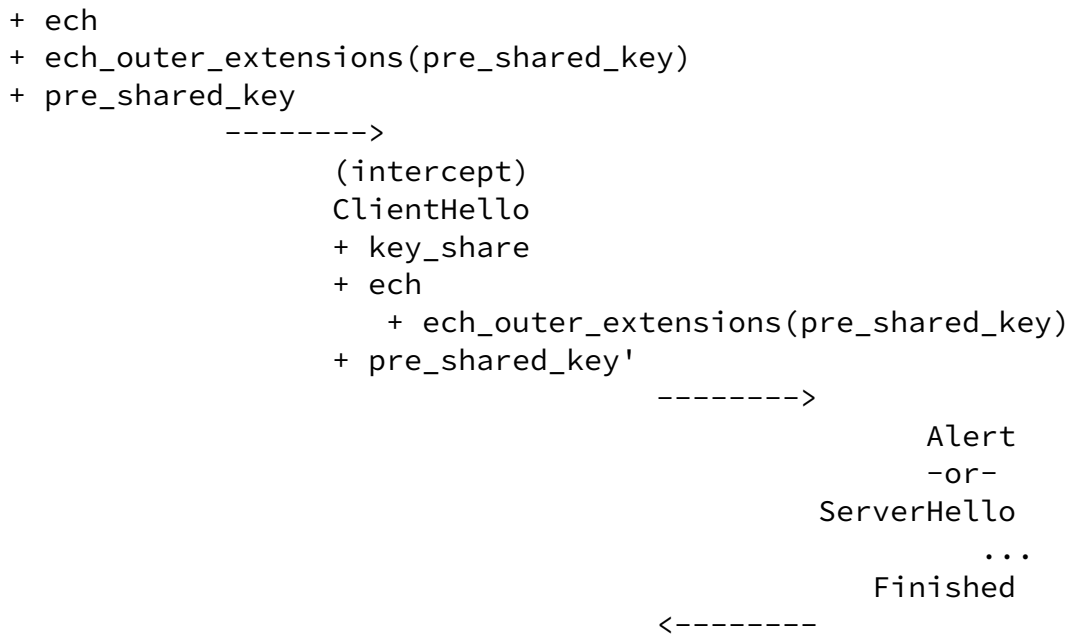 + ech
+ ech_outer_extensions(pre_shared_key)
+ pre_shared_key
-------->
(intercept)
ClientHello
+ key_share
+ ech
+ ech_outer_extensions(pre_shared_key)
+ pre_shared_key'
-------->
Alert
-or-
ServerHello
...
Finished
<--------